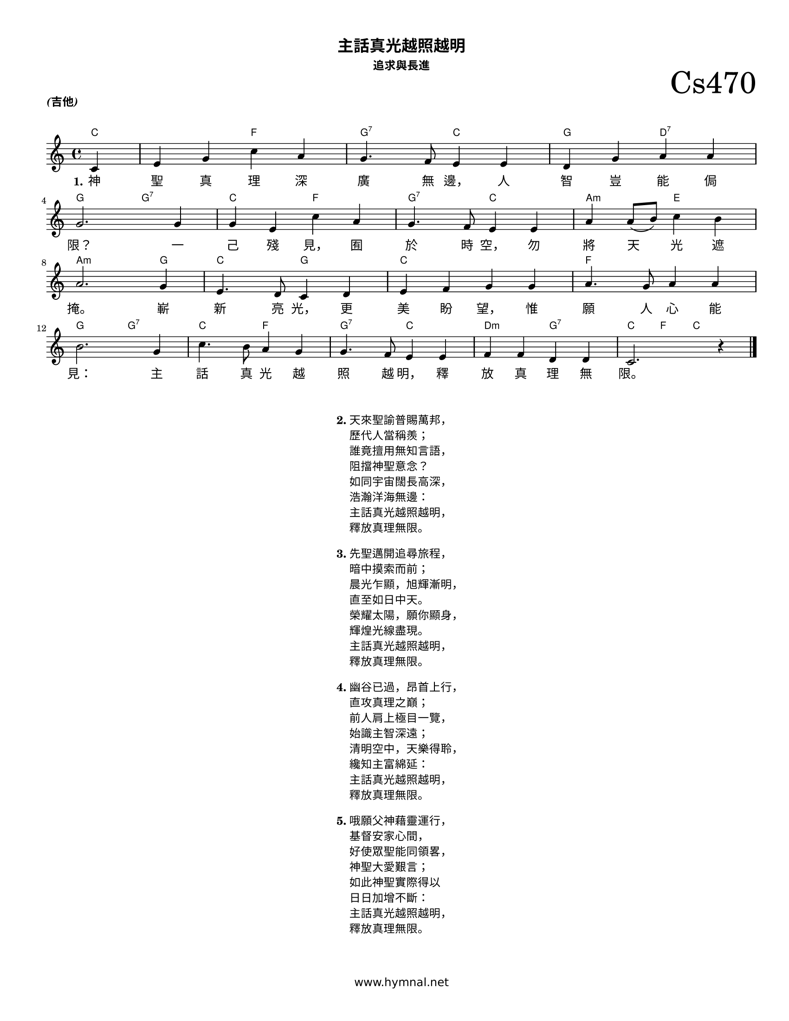 主話真光越照越明
追求與長進
Cs470
(吉他)
C F G7 C G D7
1. 神 聖 真 理 深 廣 無 邊, 人 智 豈 能 侷
4 G G7 C F G7 C Am E
限? 一 己 殘 見, 囿 於 時 空, 勿 將 天 光 遮
8 Am G C G C F
掩。 嶄 新 亮 光, 更 美 盼 望, 惟 願 人 心 能
12 G G7 C F G7 C Dm G7 C F C
見: 主 話 真 光 越 照 越 明, 釋 放 真 理 無 限。
2. 天來聖諭普賜萬邦,
歷代人當稱羨;
誰竟擅用無知言語,
阻擋神聖意念?
如同宇宙闊長高深,
浩瀚洋海無邊:
主話真光越照越明,
釋放真理無限。
3. 先聖邁開追尋旅程,
暗中摸索而前;
晨光乍顯, 旭輝漸明,
直至如日中天。
榮耀太陽, 願你顯身,
輝煌光線盡現。
主話真光越照越明,
釋放真理無限。
4. 幽谷已過, 昂首上行,
直攻真理之巔;
前人肩上極目一覽,
始識主智深遠;
清明空中, 天樂得聆,
纔知主富綿延:
主話真光越照越明,
釋放真理無限。
5. 哦願父神藉靈運行,
基督安家心間,
好使眾聖能同領畧,
神聖大愛艱言;
如此神聖實際得以
日日加增不斷:
主話真光越照越明,
釋放真理無限。
www.hymnal.net